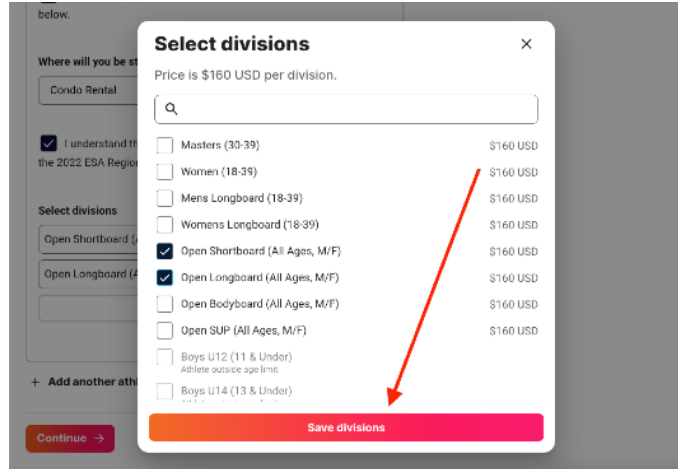 below.
Where will you be st
Condo Rental
I understand th
the 2022 ESA Region
Select divisions
Open Shortboard (
Open Longboard (A
+ Add another athl
Continue →
Select divisions
Price is $160 USD per division.
Masters (30-39) $160 USD
Women (18-39) $160 USD
Mens Longboard (18-39) $160 USD
Womens Longboard (18-39) $160 USD
Open Shortboard (All Ages, M/F) $160 USD
Open Longboard (All Ages, M/F) $160 USD
Open Bodyboard (All Ages, M/F) $160 USD
Open SUP (All Ages, M/F) $160 USD
Boys U12 (11 & Under)
Athlete outside age limit
Boys U14 (13 & Under)
Save divisions